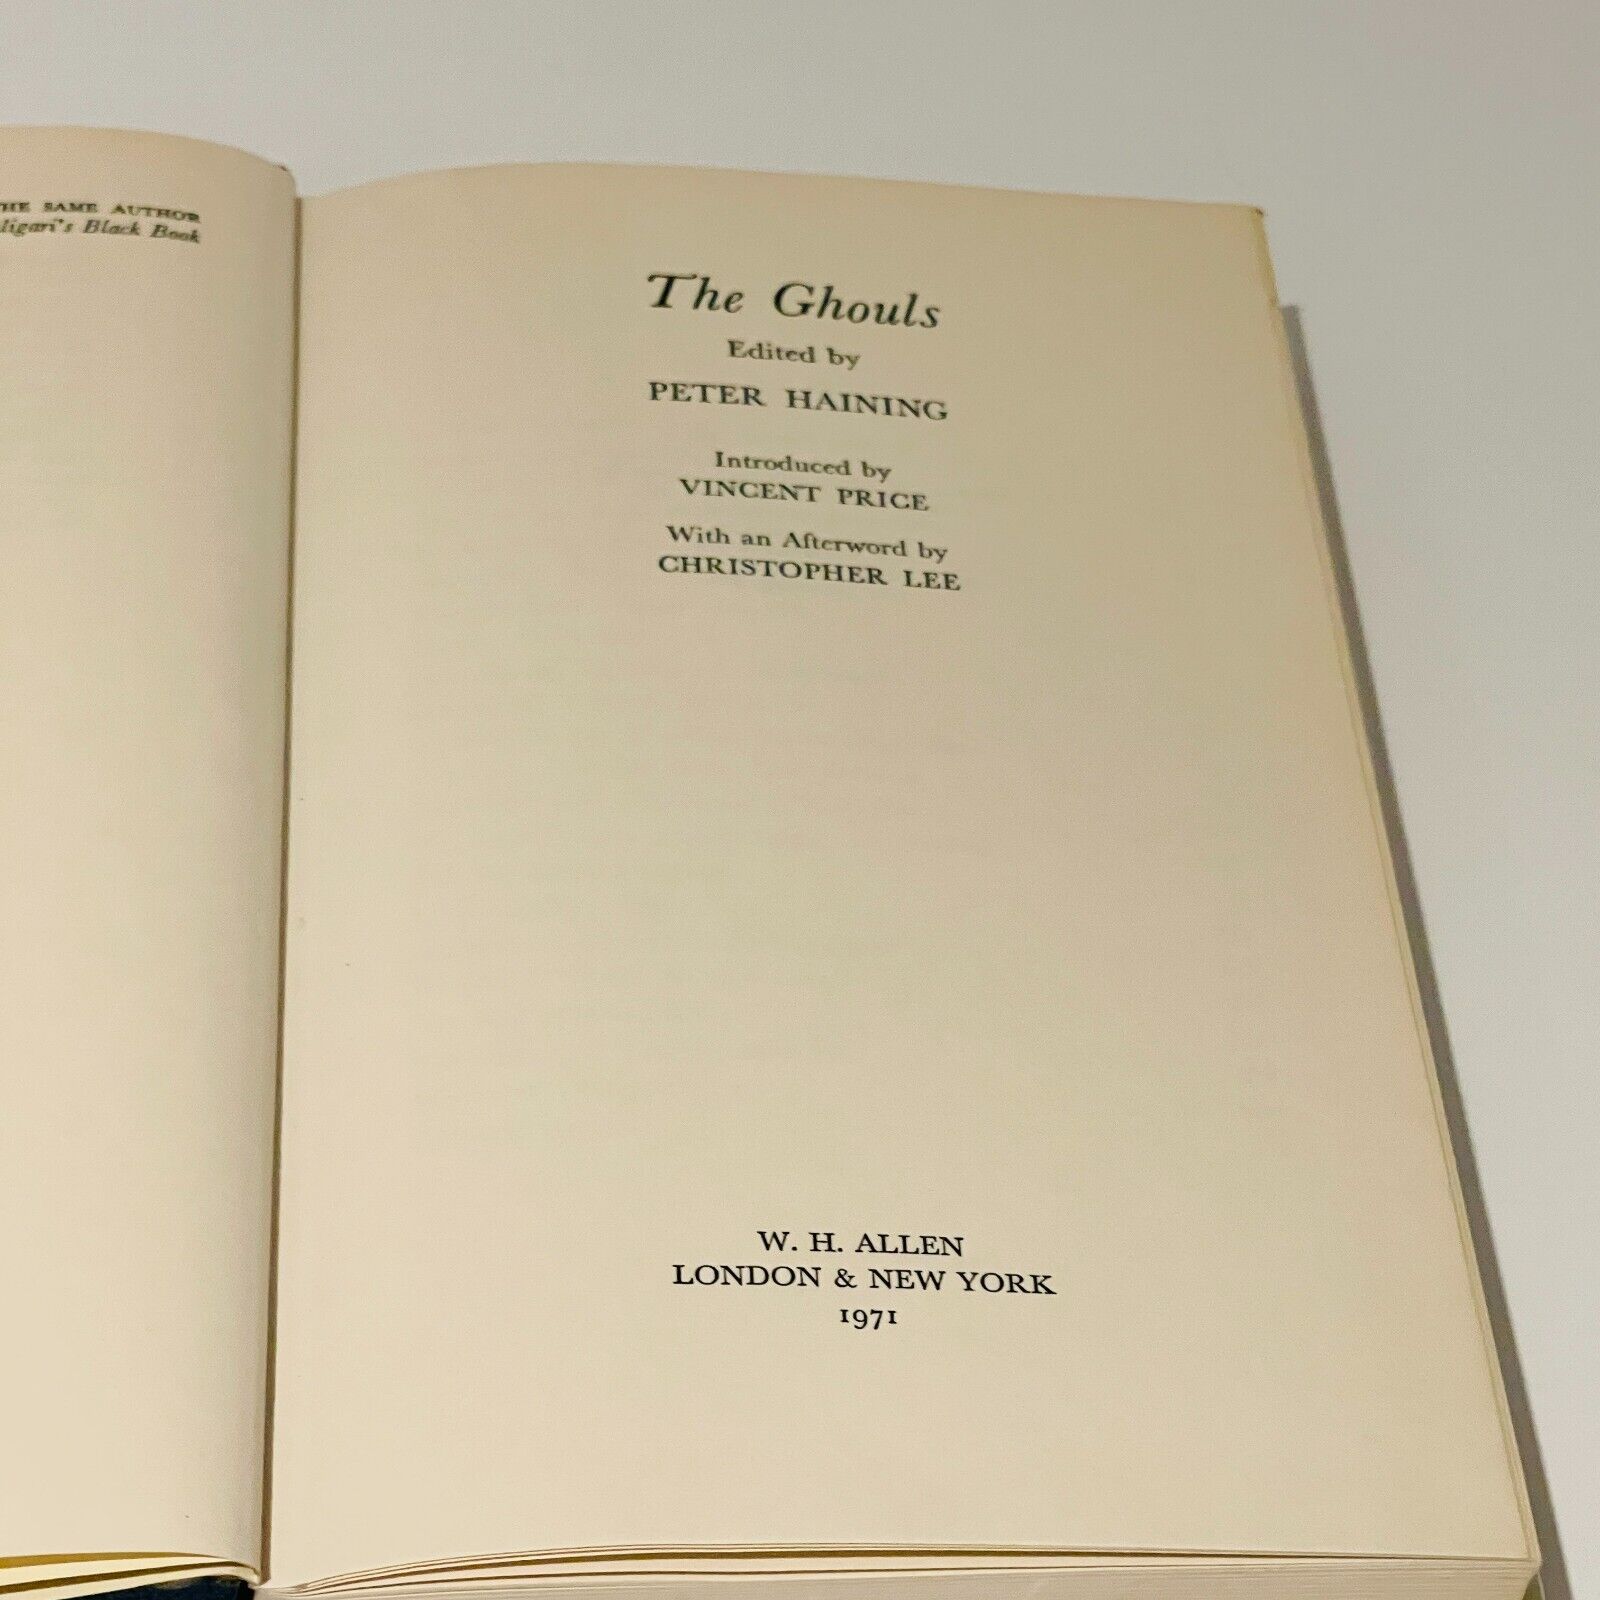 THE SAME AUTHOR
ligari's Black Book
The Ghouls
Edited by
PETER HAINING
Introduced by
VINCENT PRICE
With an Afterword by
CHRISTOPHER LEE
W. H. ALLEN
LONDON & NEW YORK
1971